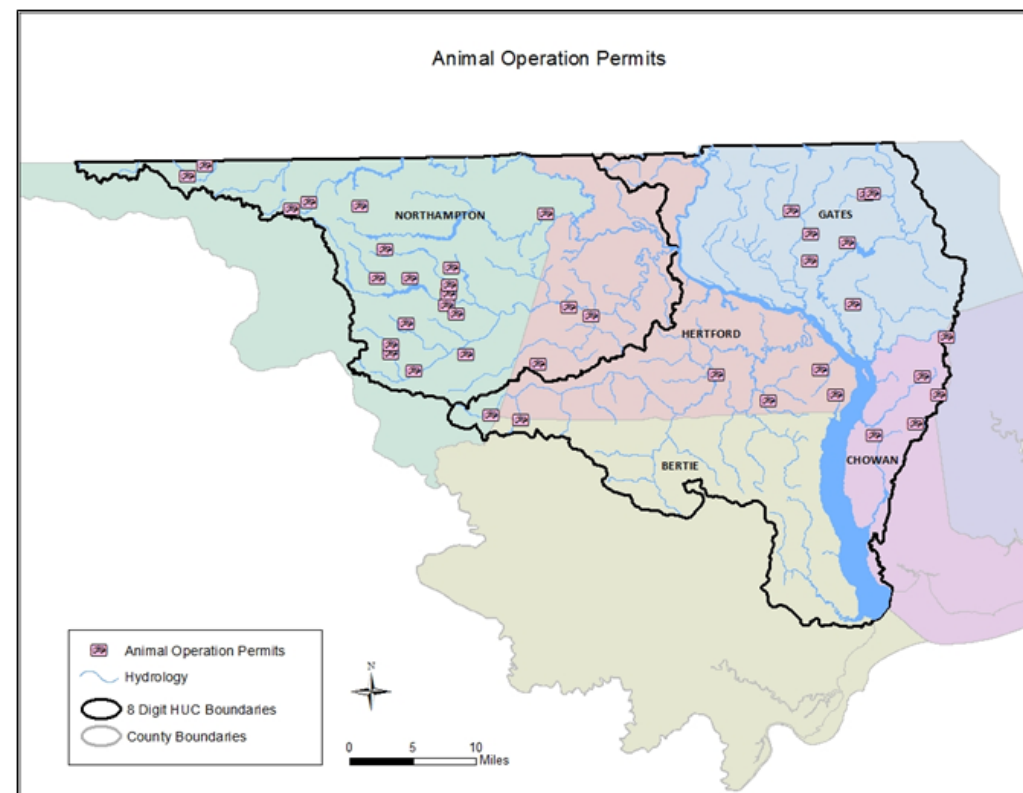 Animal Operation Permits
NORTHAMPTON
GATES
HERTFORD
BERTIE
CHOWAN
Animal Operation Permits
Hydrology
8 Digit HUC Boundaries
County Boundaries
N
0 5 10
Miles